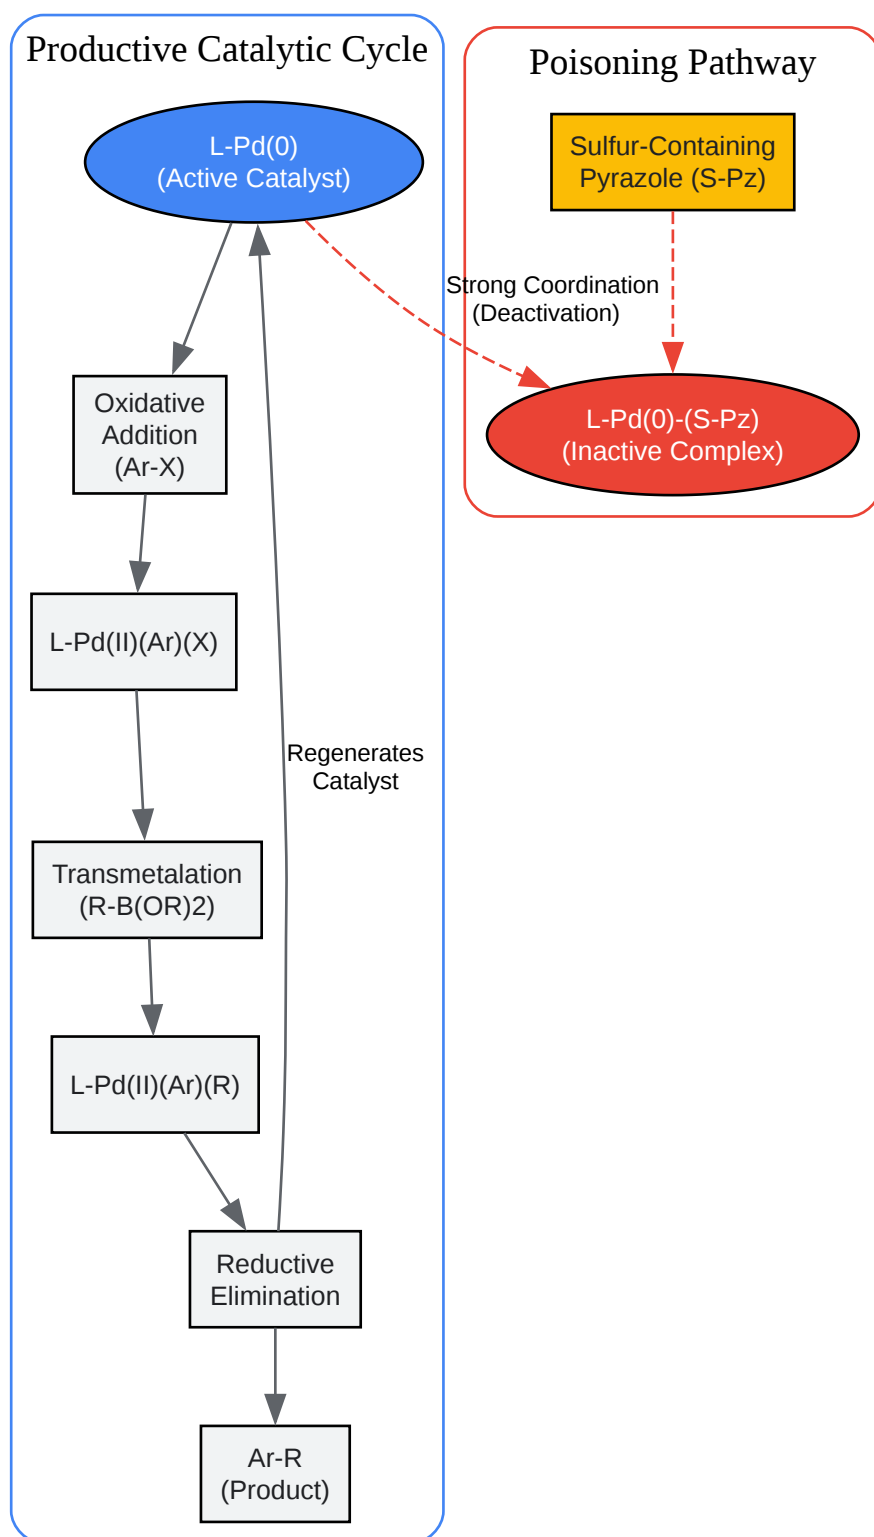 Productive Catalytic Cycle
L-Pd(0)
(Active Catalyst)
Oxidative
Addition
(Ar-X)
L-Pd(II)(Ar)(X)
Regenerates
Catalyst
Transmetalation
(R-B(OR)2)
L-Pd(II)(Ar)(R)
Reductive
Elimination
Ar-R
(Product)
Poisoning Pathway
Sulfur-Containing
Pyrazole (S-Pz)
Strong Coordination
(Deactivation)
L-Pd(0)-(S-Pz)
(Inactive Complex)